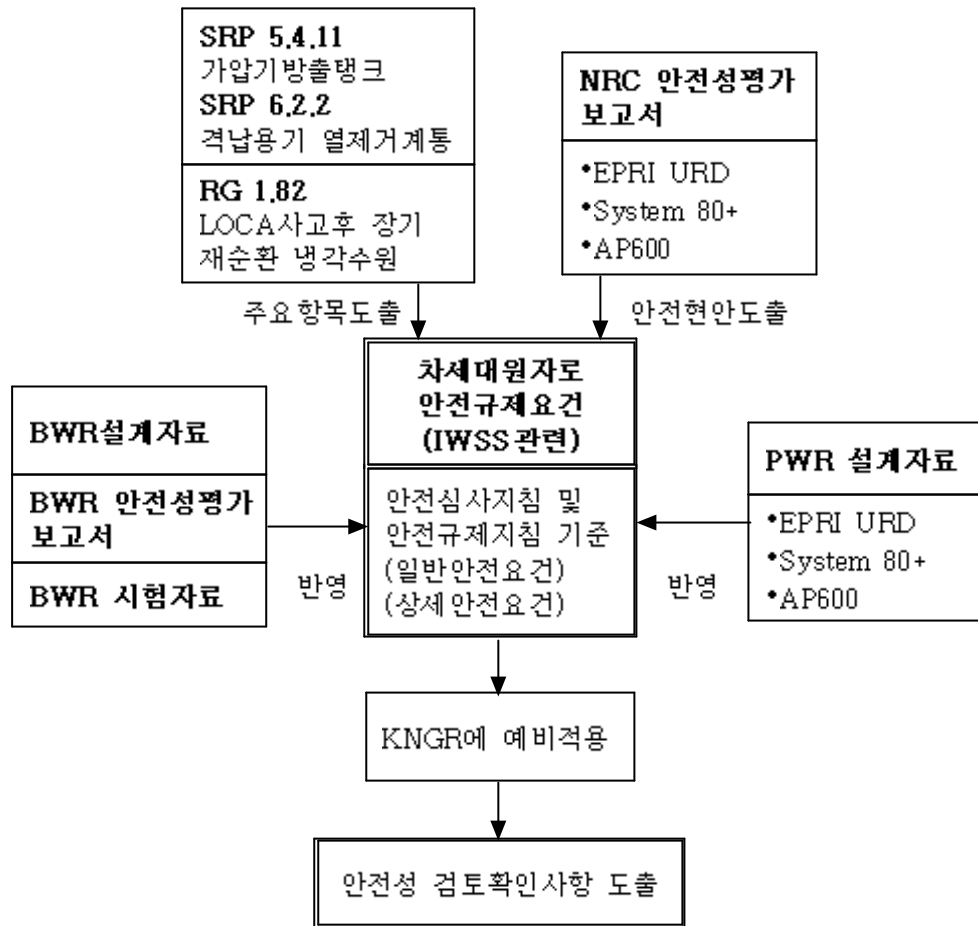 SRP 5.4.11
가압기방출탱크
SRP 6.2.2
격납용기 열제거계통
RG 1.82
LOCA사고후 장기
재순환 냉각수원
NRC 안전성평가
보고서
•EPRI URD
•System 80+
•AP600
주요항목도출
안전현안도출
차세대원자로
안전규제요건
(IWSS관련)
안전심사지침 및
안전규제지침 기준
(일반안전요건)
(상세안전요건)
BWR설계자료
BWR 안전성평가
보고서
BWR 시험자료
반영
반영
PWR 설계자료
•EPRI URD
•System 80+
•AP600
KNGR에 예비적용
안전성 검토확인사항 도출